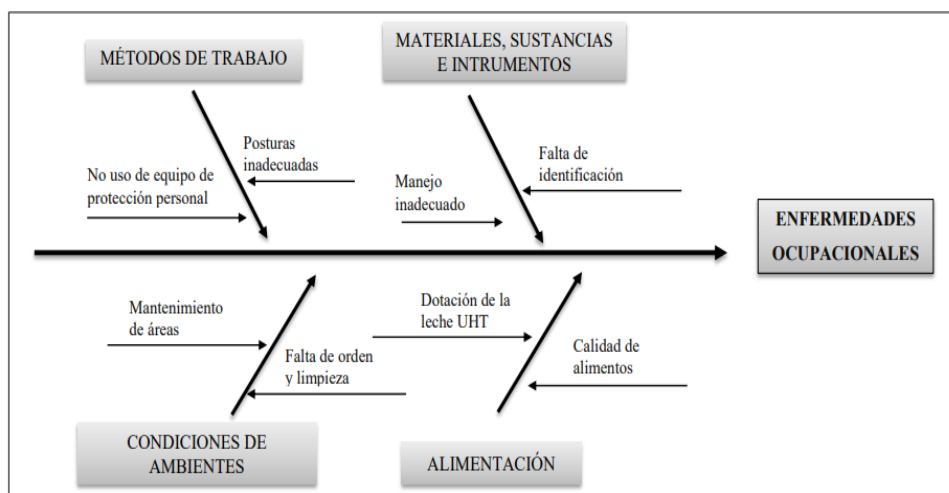 MÉTODOS DE TRABAJO
MATERIALES, SUSTANCIAS
E INTRUMENTOS
Posturas
inadecuadas
No uso de equipo de
protección personal
Falta de
identificación
Manejo
inadecuado
ENFERMEDADES
OCUPACIONALES
Mantenimiento
de áreas
Falta de orden
y limpieza
Dotación de la
leche UHT
Calidad de
alimentos
CONDICIONES DE
AMBIENTES
ALIMENTACIÓN